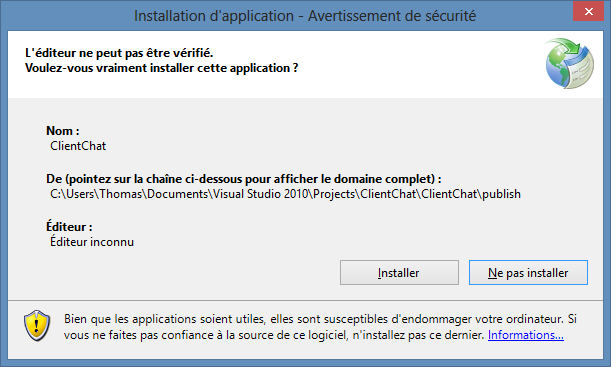 Installation d'application - Avertissement de sécurité
L'éditeur ne peut pas être vérifié.
Voulez-vous vraiment installer cette application ?
Nom :
ClientChat
De (pointez sur la chaîne ci-dessous pour afficher le domaine complet) :
C:\Users\Thomas\Documents\Visual Studio 2010\Projects\ClientChat\ClientChat\publish
Éditeur :
Éditeur inconnu
Installer
Ne pas installer
Bien que les applications soient utiles, elles sont susceptibles d'endommager votre ordinateur. Si
vous ne faites pas confiance à la source de ce logiciel, n'installez pas ce dernier. Informations...